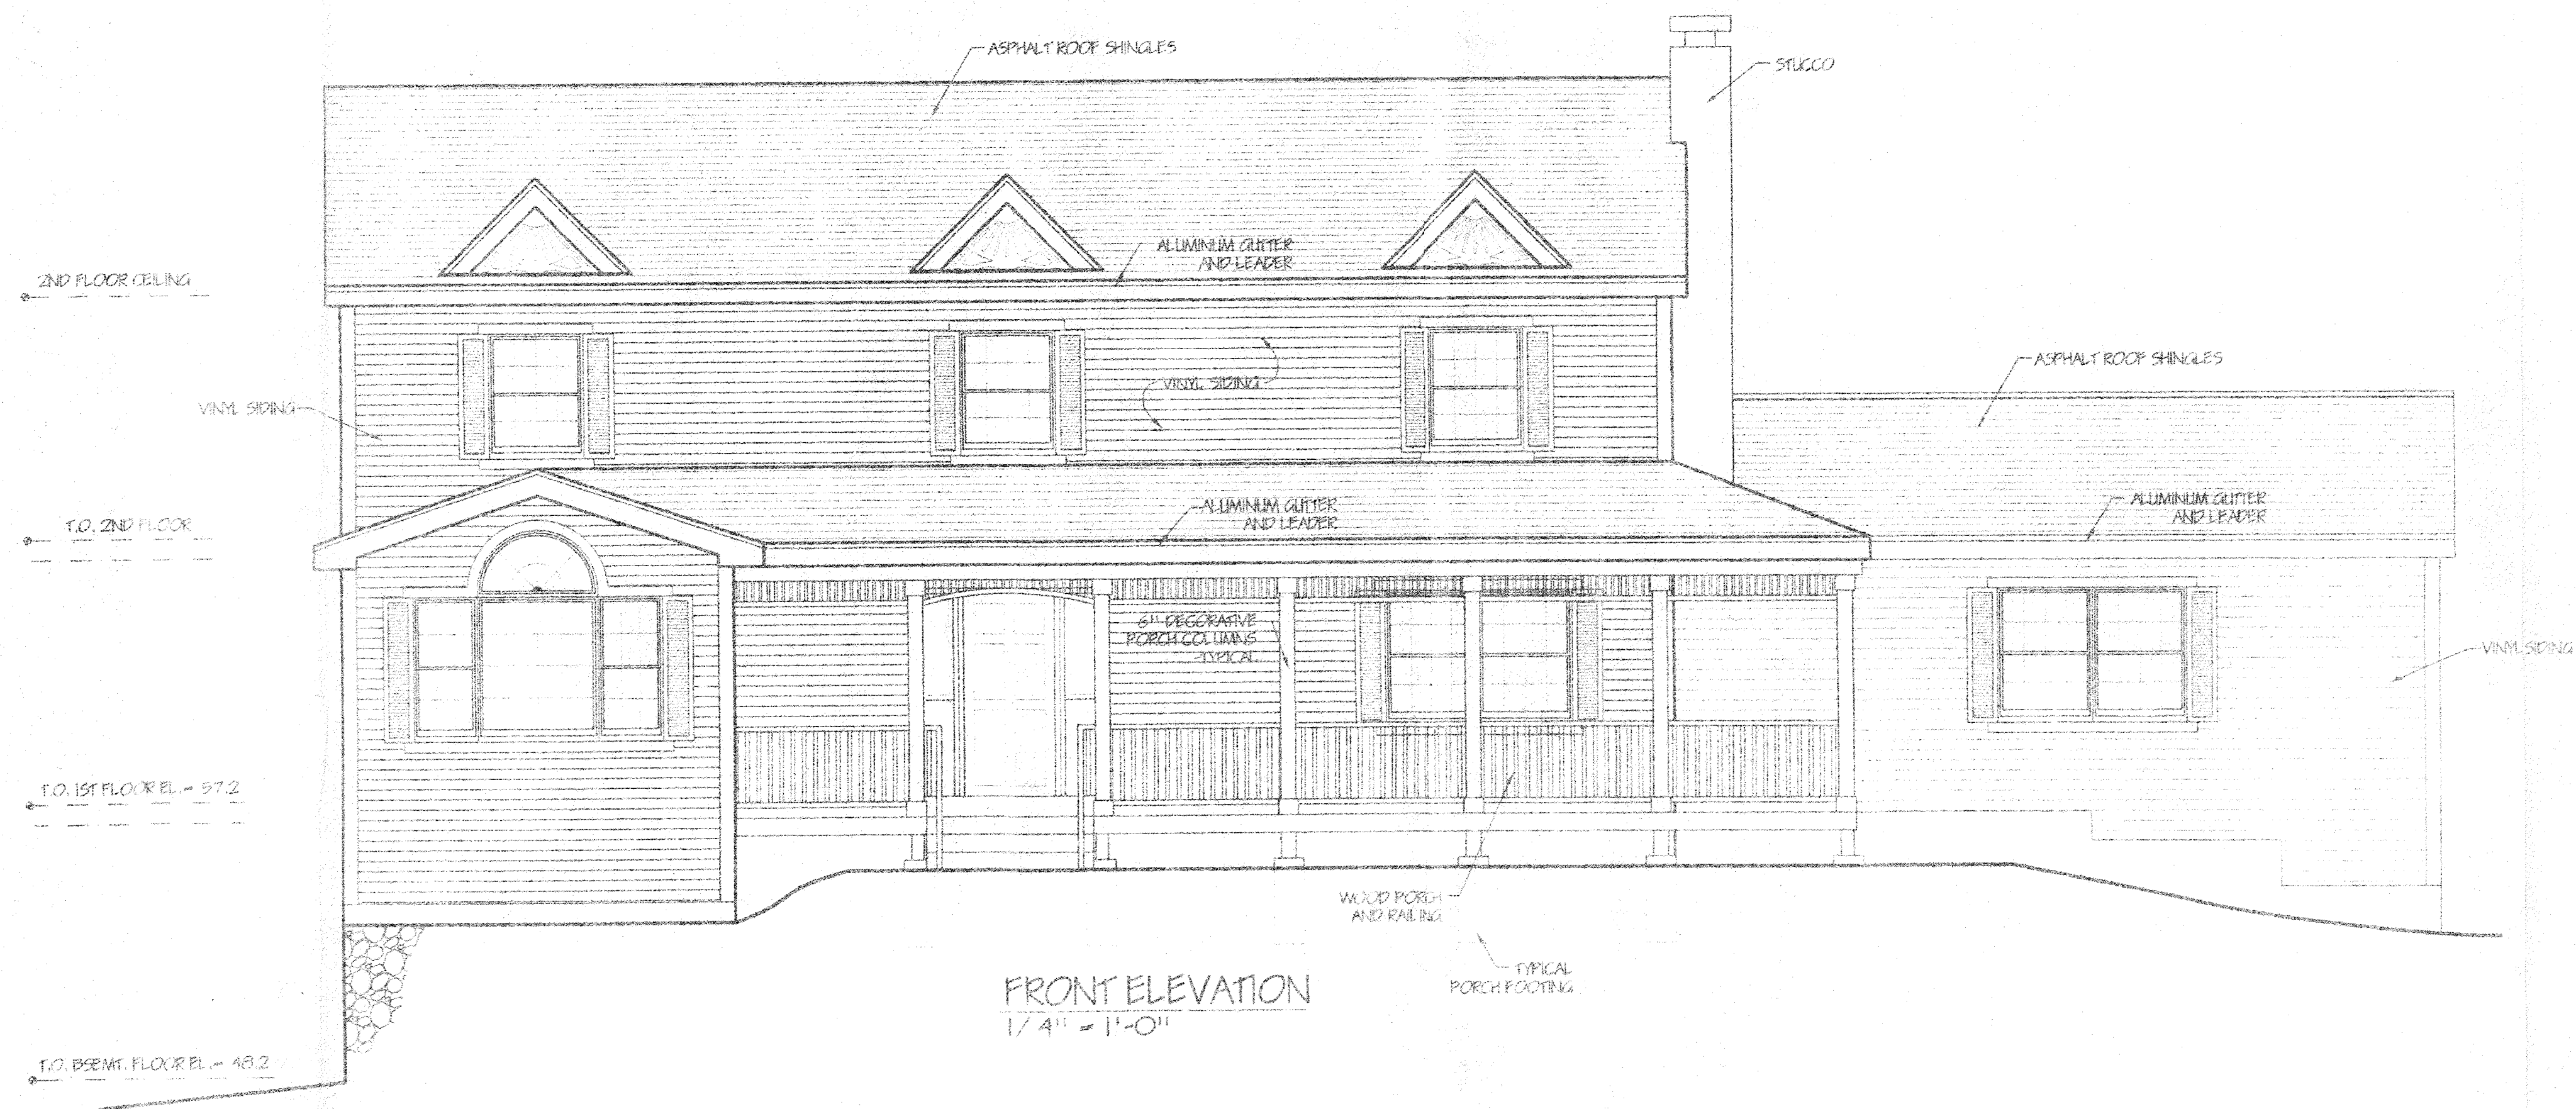 ASPHALT ROOF SHINGLES
STUCCO
ALUMINUM GUTTER
AND LEADER
2ND FLOOR CEILING
ASPHALT ROOF SHINGLES
VINYL SIDING
VINYL SIDING
ALUMINUM GUTTER
AND LEADER
ALUMINUM GUTTER
AND LEADER
T.O. 2ND FLOOR
6" DECORATIVE
PORCH COLUMNS
TYPICAL
VINYL SIDING
T.O. 1ST FLOOR EL. = 57.2
WOOD PORCH
AND RAILING
TYPICAL
PORCH FOOTING
FRONT ELEVATION
1/4" = 1'-0"
T.O. BSEMT. FLOOR EL. = 48.2